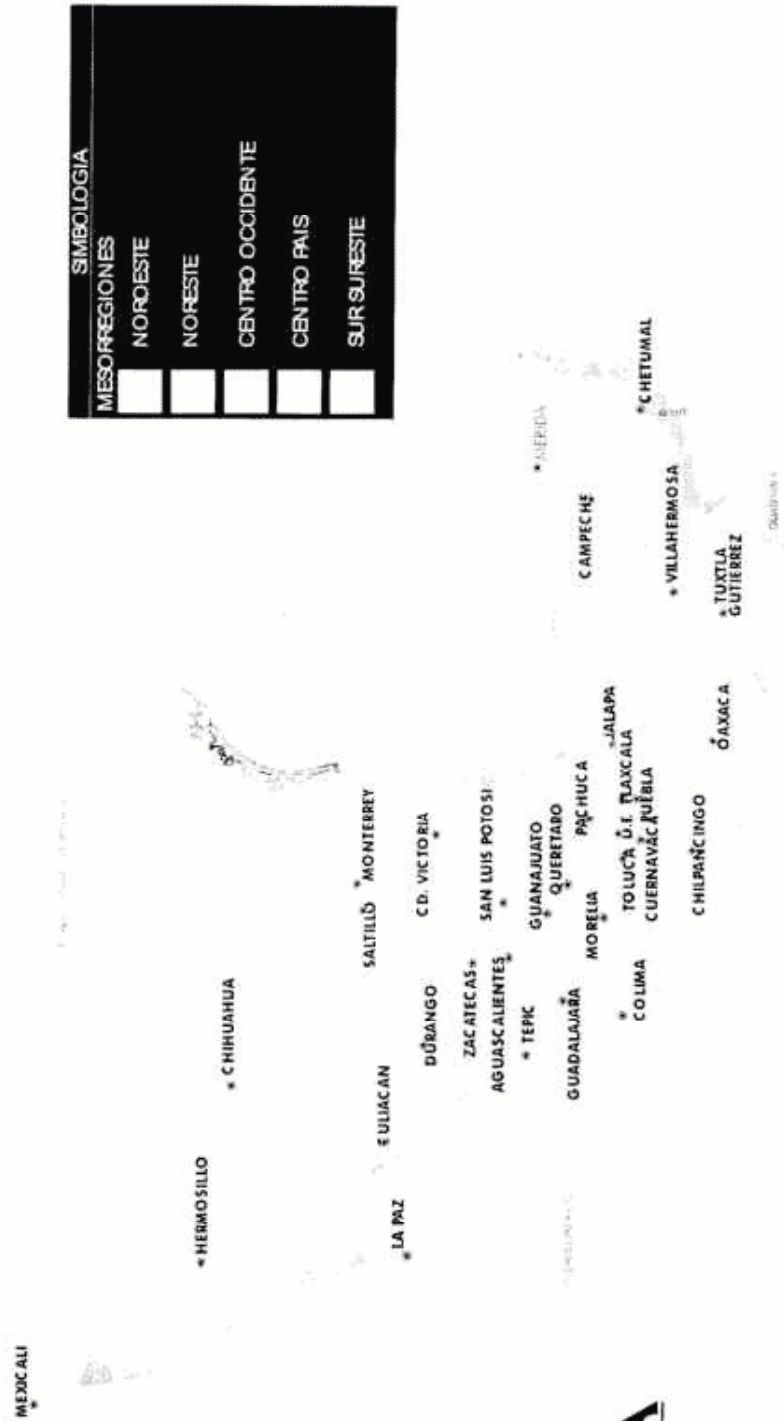 SIMBOLOGIA
MESORREGIONES
NOROESTE
NORESTE
CENTRO OCCIDENTE
CENTRO PAIS
SUR SURESTE
MEXICALI
HERMOSILLO
CHIHUAHUA
LA PAZ
CULIACAN
SALTILLO
MONTERREY
DURANGO
CD. VICTORIA
ZACATECAS
SAN LUIS POTOSI
AGUASCALIENTES
TEPIC
GUANAJUATO
QUERETARO
GUADALAJARA
MORELIA
PACHUCA
JALAPA
COLIMA
TOLUCA D.F. TLAXCALA
CUERNAVACA PUEBLA
CHILPANCINGO
OAXACA
MERIDA
CAMPECHE
CHETUMAL
VILLAHERMOSA
TUXTLA
GUTIERREZ